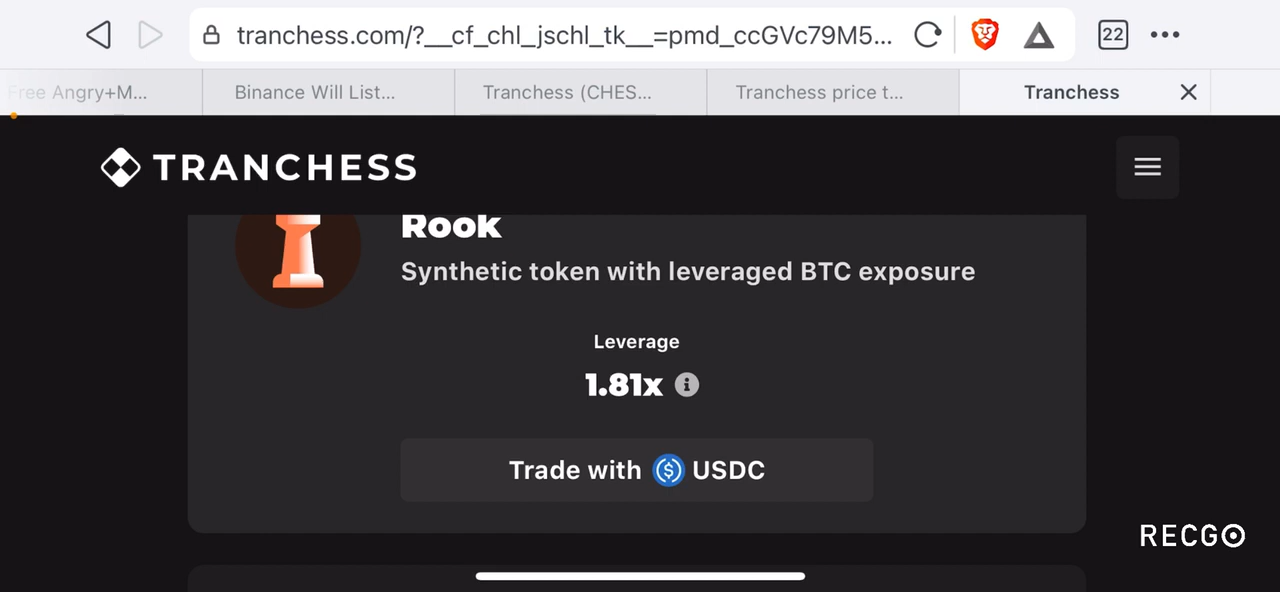 tranchess.com/?__cf_chl_jschl_tk__=pmd_ccGVc79M5...
22
Free Angry+M...
Binance Will List...
Tranchess (CHES...
Tranchess price t...
Tranchess
TRANCHESS
Rook
Synthetic token with leveraged BTC exposure
Leverage
1.81x
Trade with USDC
RECGO